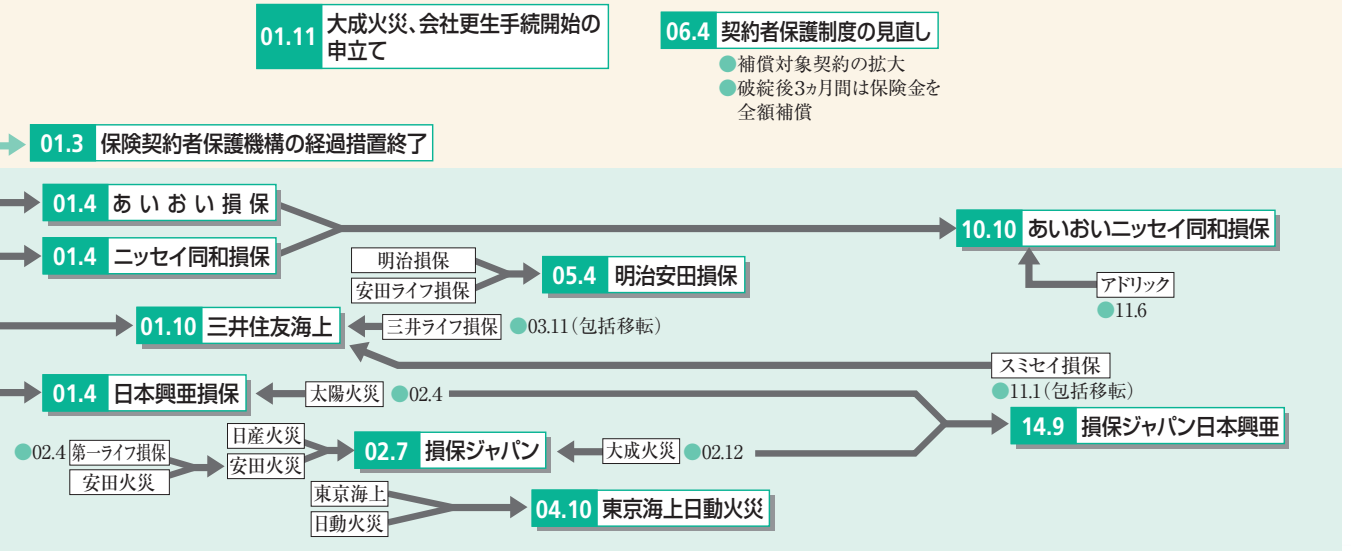 01.11 大成火災、会社更生手続開始の
申立て
06.4 契約者保護制度の見直し
●補償対象契約の拡大
●破綻後3ヵ月間は保険金を
全額補償
01.3 保険契約者保護機構の経過措置終了
01.4 あいおい損保
10.10 あいおいニッセイ同和損保
01.4 ニッセイ同和損保
明治損保
安田ライフ損保
05.4 明治安田損保
アドリック
●11.6
01.10 三井住友海上
三井ライフ損保 ●03.11(包括移転)
スミセイ損保
●11.1(包括移転)
01.4 日本興亜損保
太陽火災 ●02.4
14.9 損保ジャパン日本興亜
●02.4 第一ライフ損保
安田火災
日産火災
安田火災
02.7 損保ジャパン
大成火災 ●02.12
東京海上
日動火災
04.10 東京海上日動火災